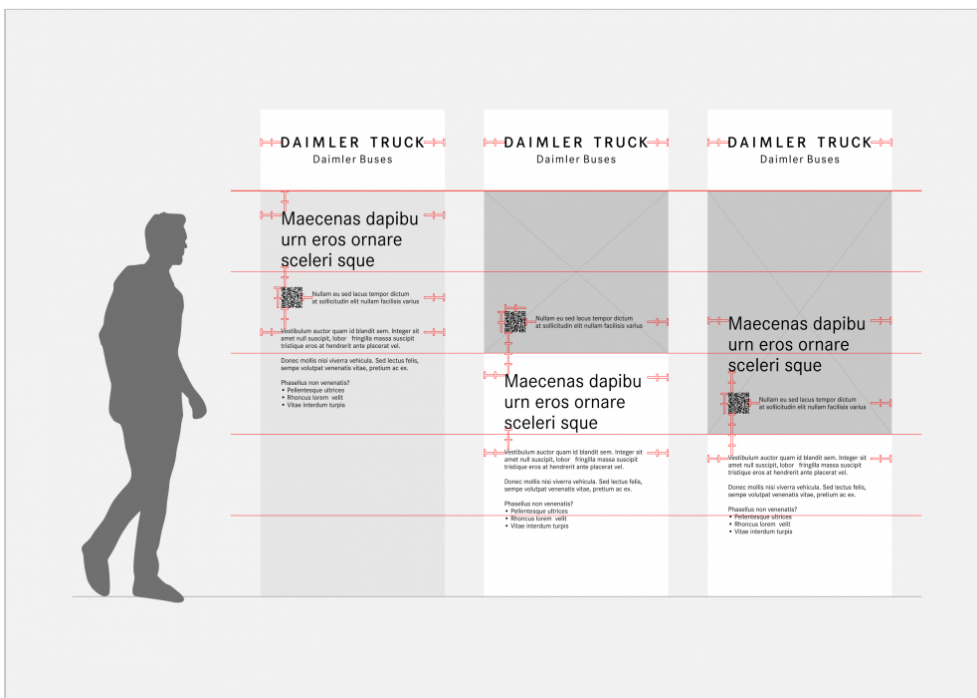 DAIMLER TRUCK
Daimler Buses
Maecenas dapibu
urn eros ornare
sceleri sque
Nullam eu sed lacus tempor dictum
at sollicitudin elit nullam facilisis varius
Vestibulum auctor quam id blandit sem. Integer sit
amet null suscipit, lobor fringilla massa suscipit
tristique eros at hendrerit ante placerat vel.
Donec mollis nisi viverra vehicula. Sed lectus felis,
sempe volutpat venenatis vitae, pretium ac ex.
Phasellus non venenatis?
• Pellentesque ultrices
• Rhoncus lorem velit
• Vitae interdum turpis
DAIMLER TRUCK
Daimler Buses
Nullam eu sed lacus tempor dictum
at sollicitudin elit nullam facilisis varius
Maecenas dapibu
urn eros ornare
sceleri sque
Vestibulum auctor quam id blandit sem. Integer sit
amet null suscipit, lobor fringilla massa suscipit
tristique eros at hendrerit ante placerat vel.
Donec mollis nisi viverra vehicula. Sed lectus felis,
sempe volutpat venenatis vitae, pretium ac ex.
Phasellus non venenatis?
• Pellentesque ultrices
• Rhoncus lorem velit
• Vitae interdum turpis
DAIMLER TRUCK
Daimler Buses
Maecenas dapibu
urn eros ornare
sceleri sque
Nullam eu sed lacus tempor dictum
at sollicitudin elit nullam facilisis varius
Vestibulum auctor quam id blandit sem. Integer sit
amet null suscipit, lobor fringilla massa suscipit
tristique eros at hendrerit ante placerat vel.
Donec mollis nisi viverra vehicula. Sed lectus felis,
sempe volutpat venenatis vitae, pretium ac ex.
Phasellus non venenatis?
• Pellentesque ultrices
• Rhoncus lorem velit
• Vitae interdum turpis